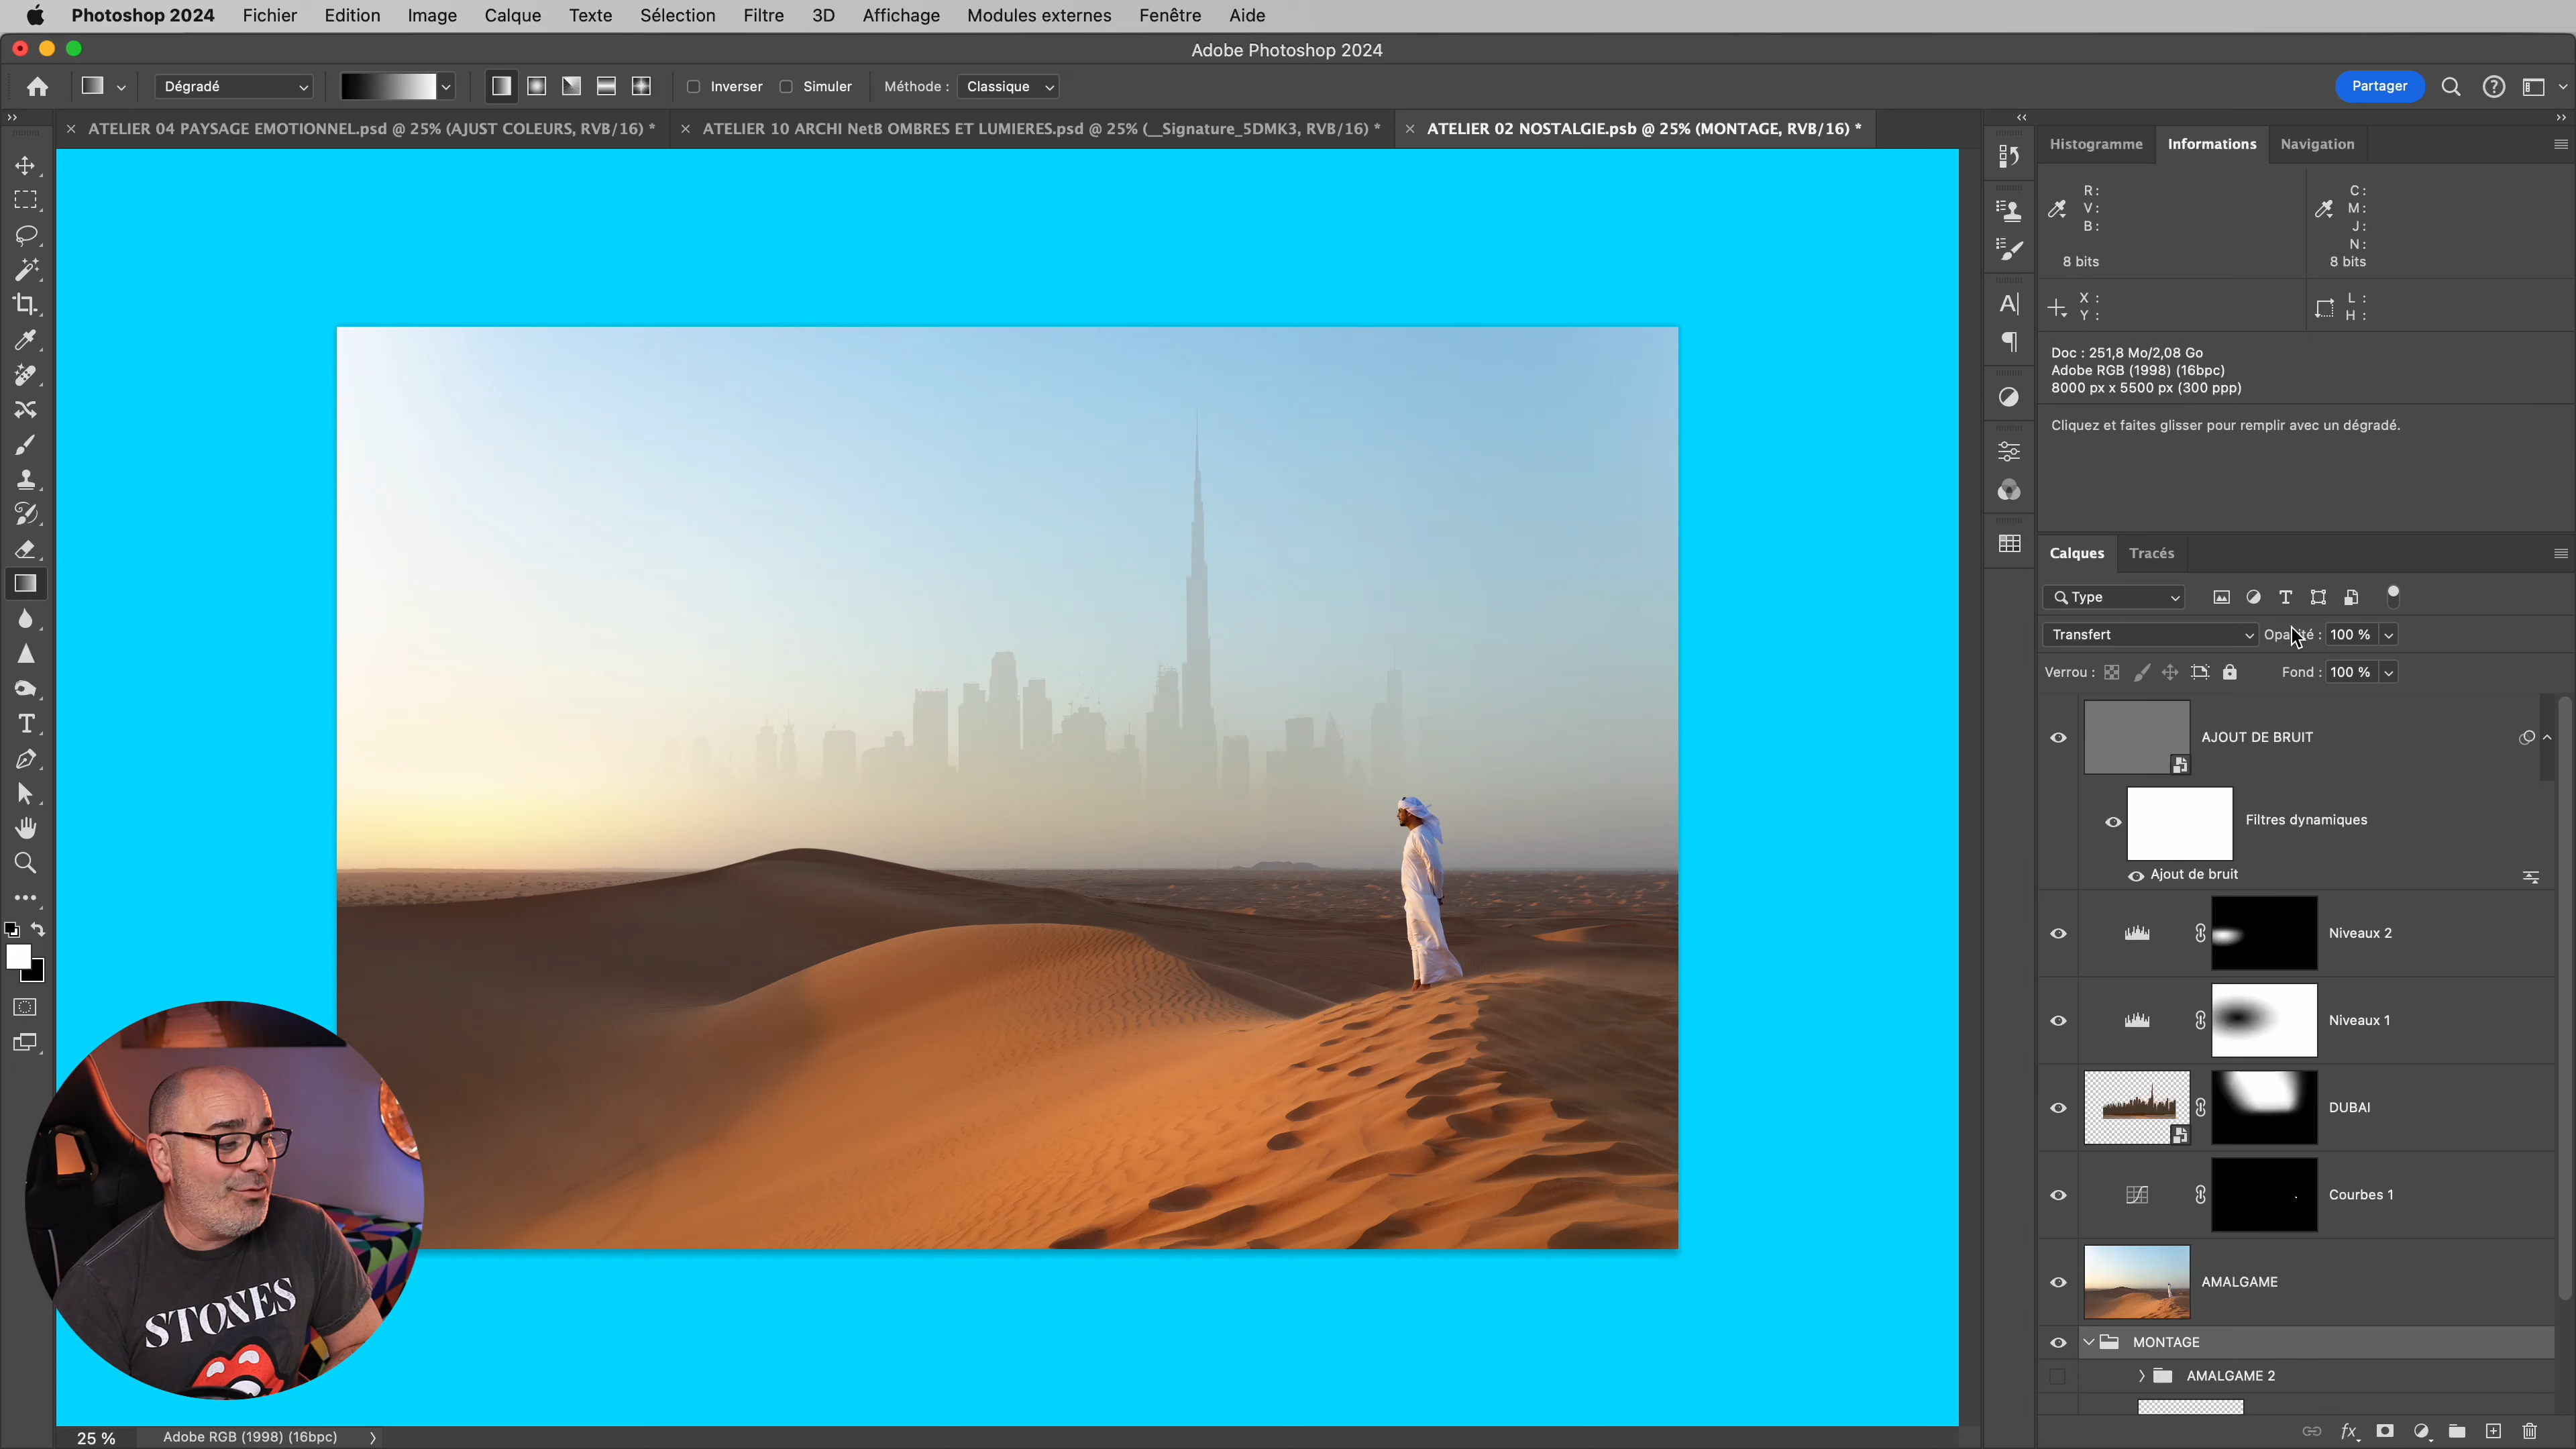 Photoshop 2024 Fichier Edition Image Calque Texte Sélection Filtre 3D Affichage Modules externes Fenêtre Aide
Adobe Photoshop 2024
Dégradé Inverser Simuler Méthode : Classique Partager
ATELIER 04 PAYSAGE EMOTIONNEL.psd @ 25% (AJUST COLEURS, RVB/16) * ATELIER 10 ARCHI NetB OMBRES ET LUMIERES.psd @ 25% (__Signature_5DMK3, RVB/16) * ATELIER 02 NOSTALGIE.psb @ 25% (MONTAGE, RVB/16) *
Histogramme Informations Navigation
R : C :
V : M :
B : J :
N :
8 bits 8 bits
X : L :
Y : H :
Doc : 251,8 Mo/2,08 Go
Adobe RGB (1998) (16bpc)
8000 px x 5500 px (300 ppp)
Cliquez et faites glisser pour remplir avec un dégradé.
Calques Tracés
Type
Transfert Opacité : 100 %
Verrou : Fond : 100 %
AJOUT DE BRUIT
Filtres dynamiques
Ajout de bruit
Niveaux 2
Niveaux 1
DUBAI
Courbes 1
AMALGAME
MONTAGE
AMALGAME 2
fx
STONES
25 % Adobe RGB (1998) (16bpc)